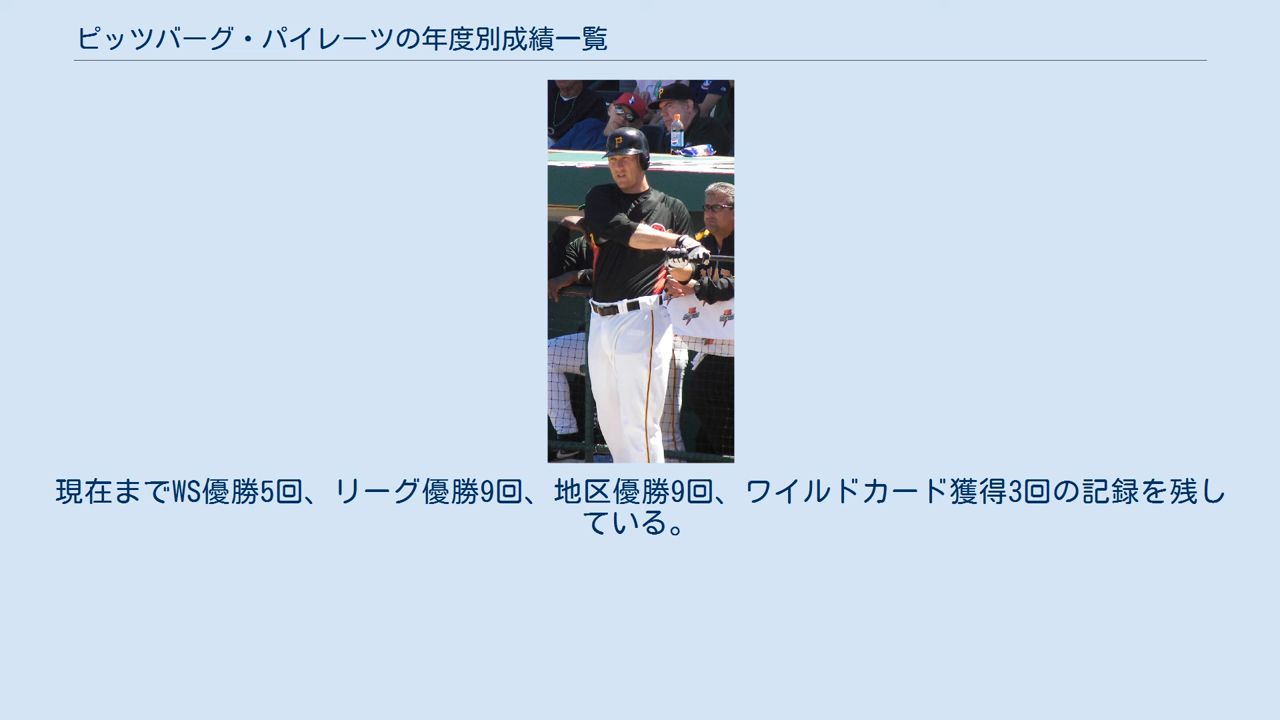 ピッツバーグ・パイレーツの年度別成績一覧
P
P
現在までWS優勝5回、リーグ優勝9回、地区優勝9回、ワイルドカード獲得3回の記録を残し
ている。